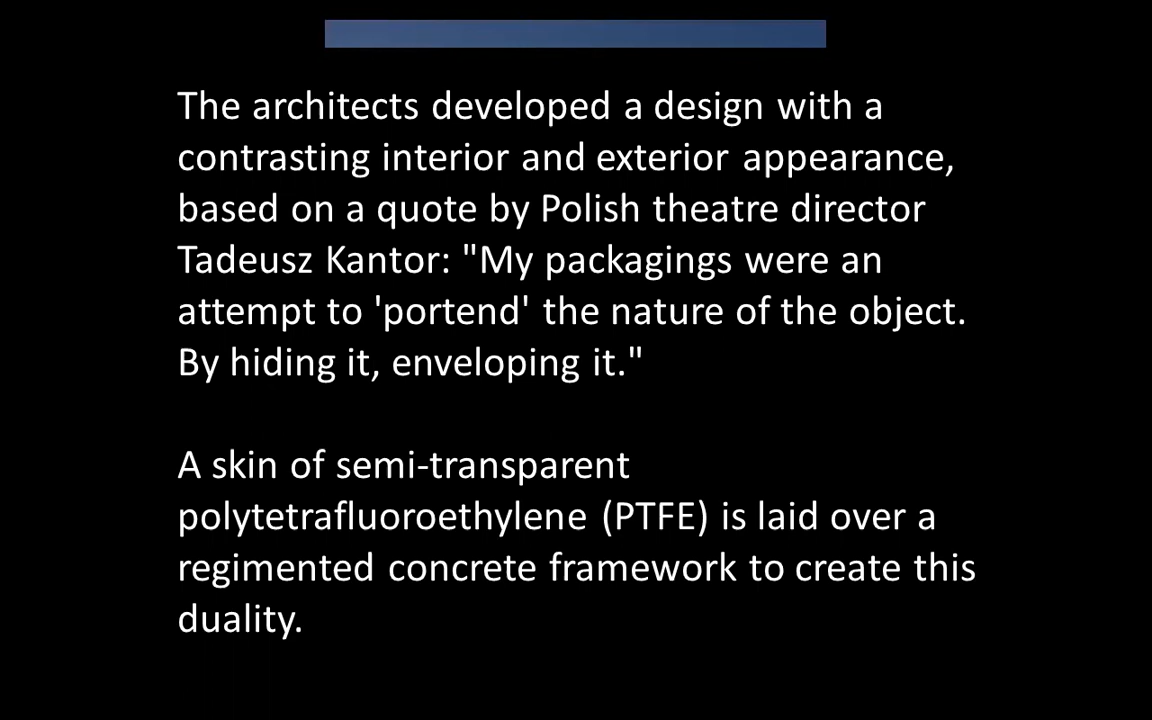 The architects developed a design with a
contrasting interior and exterior appearance,
based on a quote by Polish theatre director
Tadeusz Kantor: "My packagings were an
attempt to 'portend' the nature of the object.
By hiding it, enveloping it."
A skin of semi-transparent
polytetrafluoroethylene (PTFE) is laid over a
regimented concrete framework to create this
duality.